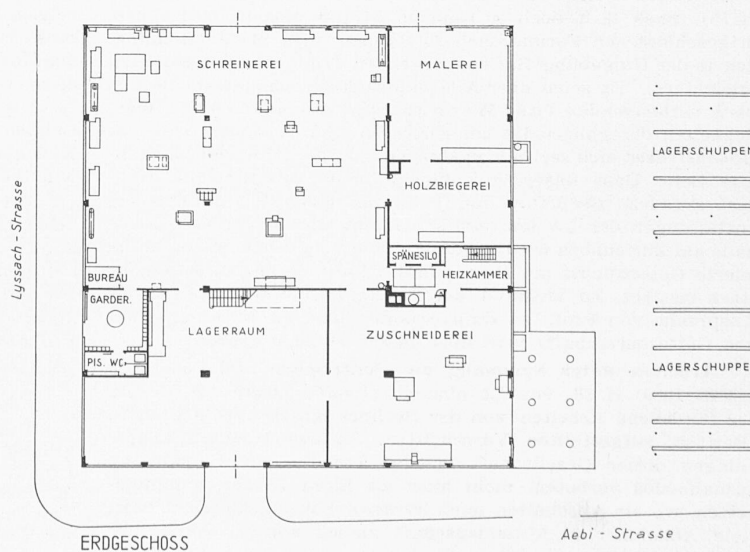 SCHREINEREI
MALEREI
LAGERSCHUPPEN
HOLZBIEGEREI
Lyssach-Strasse
SPÄNESILO
BUREAU
HEIZKAMMER
GARDER.
LAGERRAUM
ZUSCHNEIDEREI
PIS. WC
LAGERSCHUPPE
ERDGESCHOSS
Aebi-Strasse